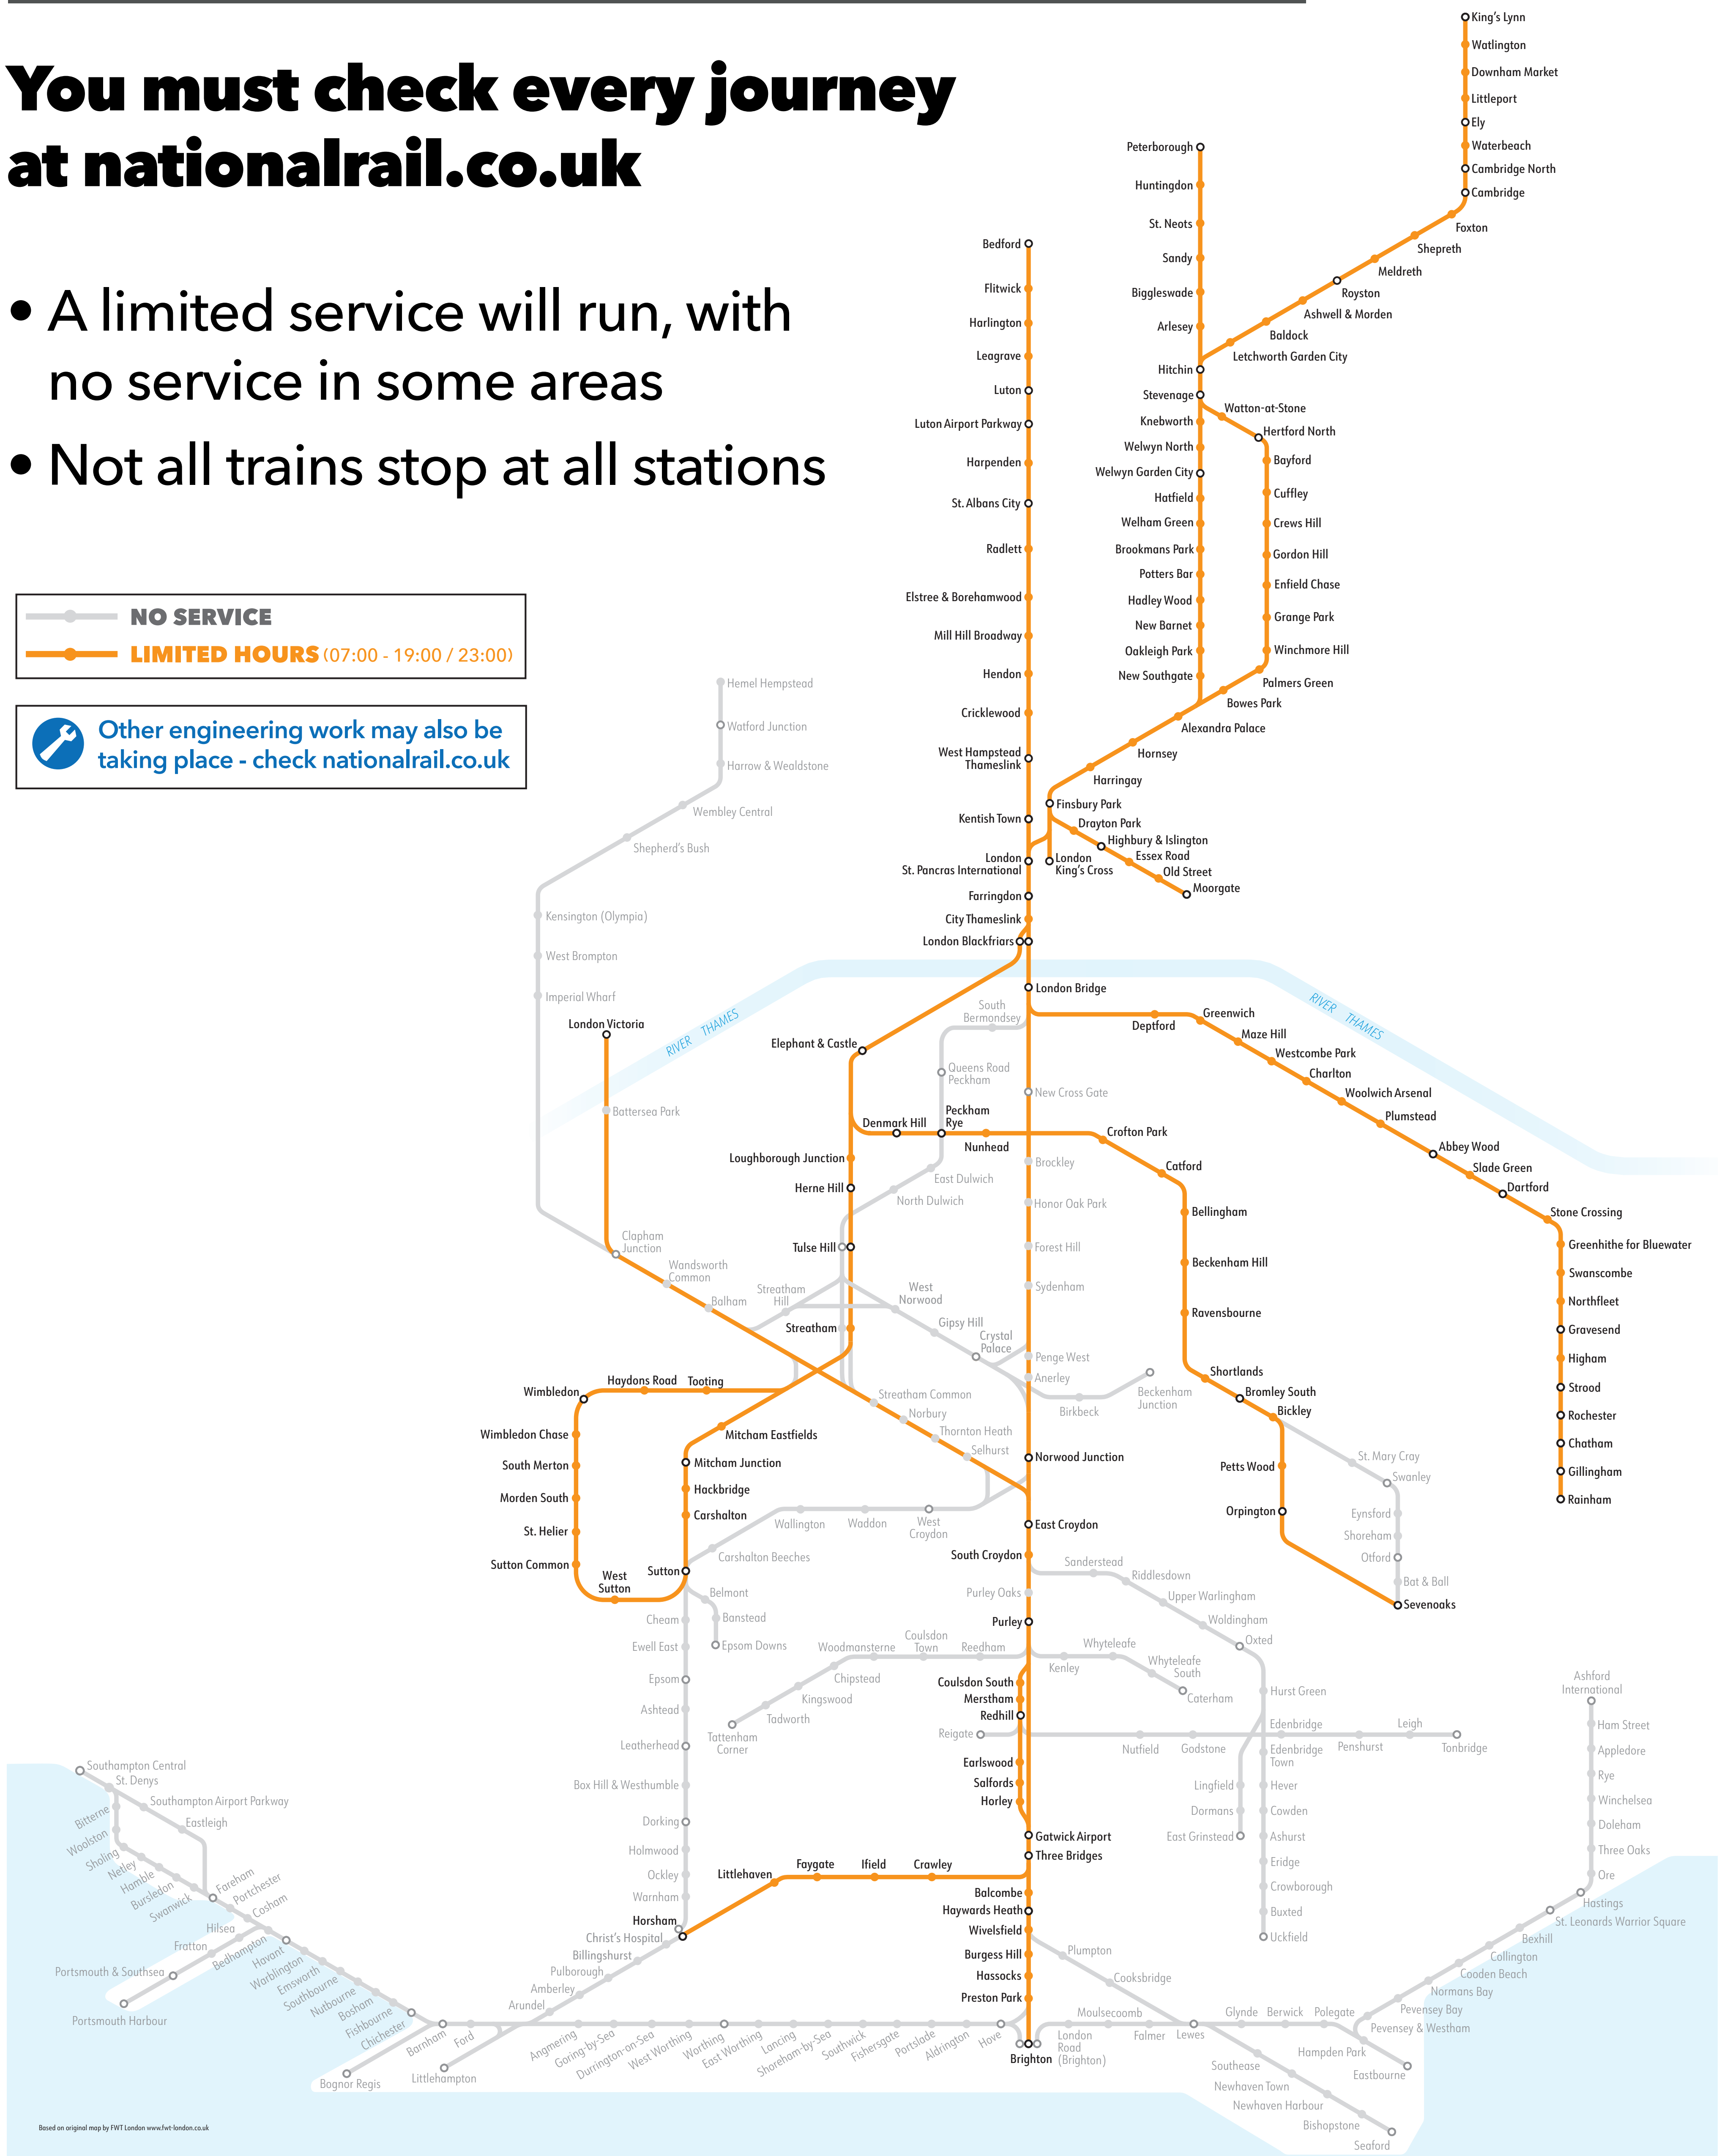 You must check every journey
at nationalrail.co.uk
• A limited service will run, with
no service in some areas
• Not all trains stop at all stations
NO SERVICE
LIMITED HOURS (07:00 - 19:00 / 23:00)
Other engineering work may also be
taking place - check nationalrail.co.uk
King's Lynn
Watlington
Downham Market
Littleport
Ely
Waterbeach
Cambridge North
Cambridge
Foxton
Shepreth
Meldreth
Royston
Ashwell & Morden
Baldock
Letchworth Garden City
Peterborough
Huntingdon
St. Neots
Sandy
Biggleswade
Arlesey
Hitchin
Stevenage
Knebworth
Welwyn North
Welwyn Garden City
Hatfield
Welham Green
Brookmans Park
Potters Bar
Hadley Wood
New Barnet
Oakleigh Park
New Southgate
Watton-at-Stone
Hertford North
Bayford
Cuffley
Crews Hill
Gordon Hill
Enfield Chase
Grange Park
Winchmore Hill
Palmers Green
Bowes Park
Alexandra Palace
Hornsey
Harringay
Finsbury Park
Drayton Park
Highbury & Islington
Essex Road
Old Street
Moorgate
London
King's Cross
Bedford
Flitwick
Harlington
Leagrave
Luton
Luton Airport Parkway
Harpenden
St. Albans City
Radlett
Elstree & Borehamwood
Mill Hill Broadway
Hendon
Cricklewood
West Hampstead
Thameslink
Kentish Town
London
St. Pancras International
Farringdon
City Thameslink
London Blackfriars
London Bridge
Hemel Hempstead
Watford Junction
Harrow & Wealdstone
Wembley Central
Shepherd's Bush
Kensington (Olympia)
West Brompton
Imperial Wharf
London Victoria
RIVER THAMES
RIVER THAMES
Battersea Park
Clapham
Junction
Wandsworth
Common
Balham
Streatham
Hill
West
Norwood
Gipsy Hill
Crystal
Palace
Birkbeck
Beckenham
Junction
South
Bermondsey
Queens Road
Peckham
Peckham
Rye
Denmark Hill
Nunhead
East Dulwich
North Dulwich
Elephant & Castle
Loughborough Junction
Herne Hill
Tulse Hill
Streatham
Streatham Common
Norbury
Thornton Heath
Selhurst
New Cross Gate
Brockley
Honor Oak Park
Forest Hill
Sydenham
Penge West
Anerley
Norwood Junction
East Croydon
South Croydon
Purley Oaks
Purley
Crofton Park
Catford
Bellingham
Beckenham Hill
Ravensbourne
Shortlands
Bromley South
Bickley
Petts Wood
Orpington
Sevenoaks
St. Mary Cray
Swanley
Eynsford
Shoreham
Otford
Bat & Ball
Deptford
Greenwich
Maze Hill
Westcombe Park
Charlton
Woolwich Arsenal
Plumstead
Abbey Wood
Slade Green
Dartford
Stone Crossing
Greenhithe for Bluewater
Swanscombe
Northfleet
Gravesend
Higham
Strood
Rochester
Chatham
Gillingham
Rainham
Wimbledon
Haydons Road
Tooting
Wimbledon Chase
South Merton
Morden South
St. Helier
Sutton Common
West
Sutton
Sutton
Mitcham Eastfields
Mitcham Junction
Hackbridge
Carshalton
Carshalton Beeches
Wallington
Waddon
West
Croydon
Belmont
Banstead
Epsom Downs
Cheam
Ewell East
Epsom
Ashtead
Leatherhead
Box Hill & Westhumble
Dorking
Holmwood
Ockley
Warnham
Horsham
Christ's Hospital
Billingshurst
Pulborough
Amberley
Arundel
Littlehaven
Faygate
Ifield
Crawley
Sanderstead
Riddlesdown
Upper Warlingham
Woldingham
Oxted
Hurst Green
Edenbridge
Town
Hever
Cowden
Ashurst
Eridge
Crowborough
Buxted
Uckfield
Lingfield
Dormans
East Grinstead
Woodmansterne
Coulsdon
Town
Reedham
Chipstead
Kingswood
Tadworth
Tattenham
Corner
Kenley
Whyteleafe
Whyteleafe
South
Caterham
Coulsdon South
Merstham
Redhill
Reigate
Earlswood
Salfords
Horley
Nutfield
Godstone
Edenbridge
Penshurst
Leigh
Tonbridge
Gatwick Airport
Three Bridges
Balcombe
Haywards Heath
Wivelsfield
Burgess Hill
Hassocks
Preston Park
Brighton
Plumpton
Cooksbridge
Ashford
International
Ham Street
Appledore
Rye
Winchelsea
Doleham
Three Oaks
Ore
Hastings
St. Leonards Warrior Square
Bexhill
Collington
Cooden Beach
Normans Bay
Pevensey Bay
Pevensey & Westham
Southampton Central
St. Denys
Southampton Airport Parkway
Eastleigh
Bitterne
Woolston
Sholing
Netley
Hamble
Bursledon
Swanwick
Fareham
Portchester
Cosham
Hilsea
Fratton
Portsmouth & Southsea
Portsmouth Harbour
Bedhampton
Havant
Warblington
Emsworth
Southbourne
Nutbourne
Bosham
Fishbourne
Chichester
Bognor Regis
Barnham
Ford
Littlehampton
Angmering
Goring-by-Sea
Durrington-on-Sea
West Worthing
Worthing
East Worthing
Lancing
Shoreham-by-Sea
Southwick
Fishersgate
Portslade
Aldrington
Hove
London
Road
(Brighton)
Moulsecoomb
Falmer
Lewes
Glynde
Berwick
Polegate
Hampden Park
Eastbourne
Southease
Newhaven Town
Newhaven Harbour
Bishopstone
Seaford
Based on original map by FWT London www.fwt-london.co.uk